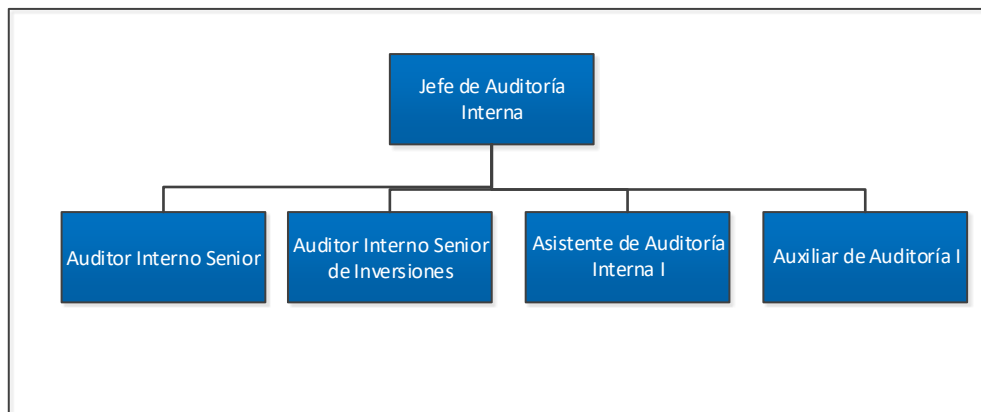 Jefe de Auditoría
Interna
Auditor Interno Senior
Auditor Interno Senior
de Inversiones
Asistente de Auditoría
Interna I
Auxiliar de Auditoría I